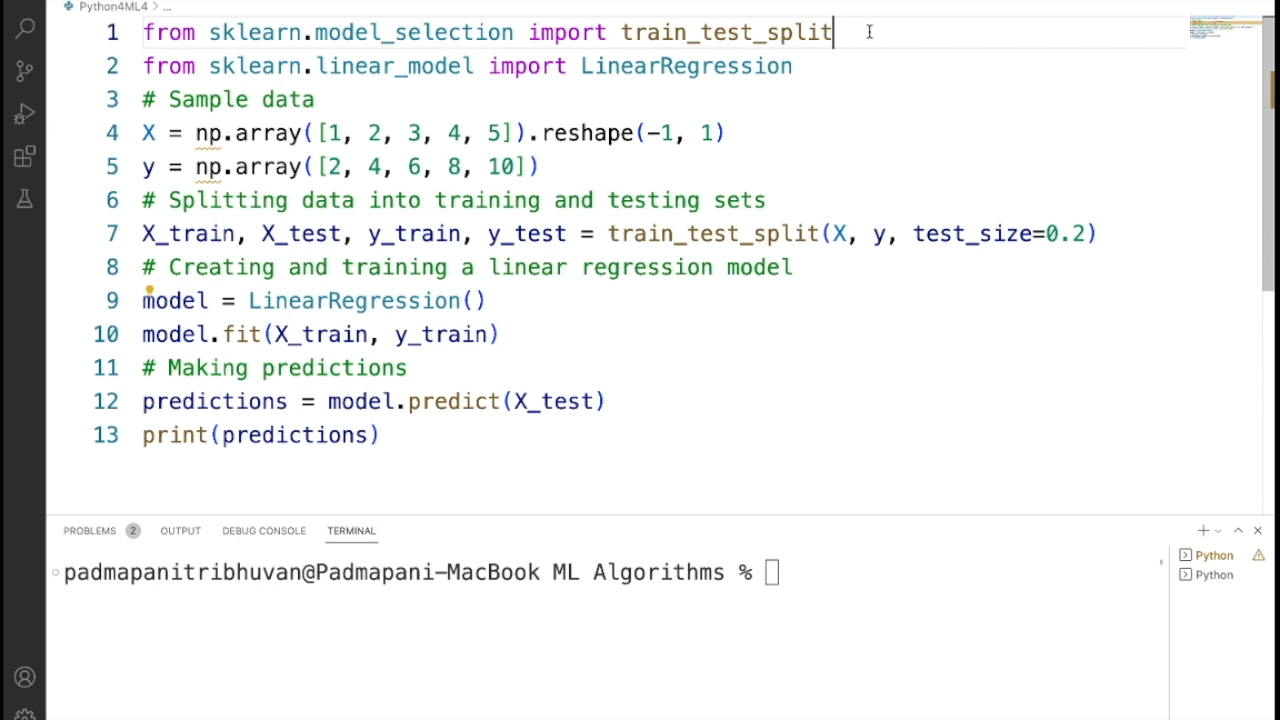 Python4ML4 > ...
1 from sklearn.model_selection import train_test_split
2 from sklearn.linear_model import LinearRegression
3 # Sample data
4 X = np.array([1, 2, 3, 4, 5]).reshape(-1, 1)
5 y = np.array([2, 4, 6, 8, 10])
6 # Splitting data into training and testing sets
7 X_train, X_test, y_train, y_test = train_test_split(X, y, test_size=0.2)
8 # Creating and training a linear regression model
9 model = LinearRegression()
10 model.fit(X_train, y_train)
11 # Making predictions
12 predictions = model.predict(X_test)
13 print(predictions)
PROBLEMS 2 OUTPUT DEBUG CONSOLE TERMINAL
padmapanitribhuvan@Padmapani-MacBook ML Algorithms %
Python
Python